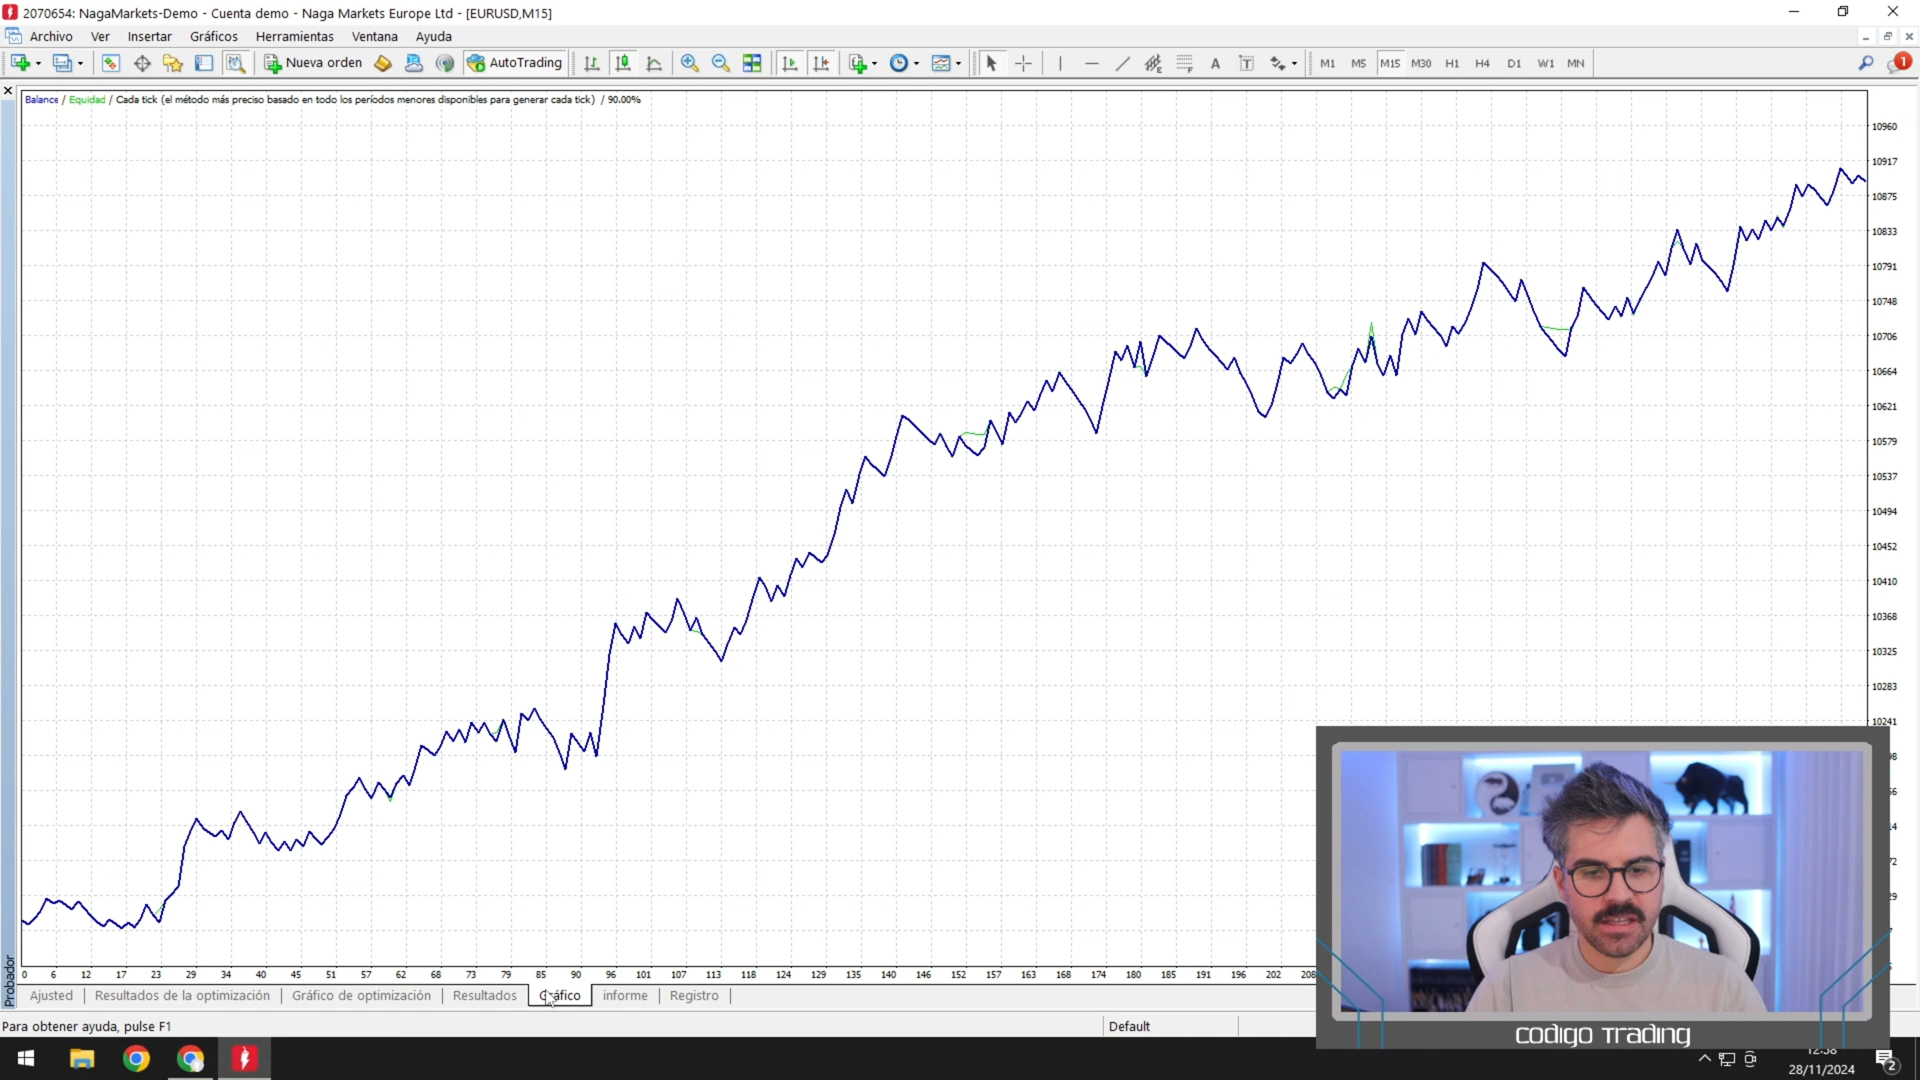 2070654: NagaMarkets-Demo - Cuenta demo - Naga Markets Europe Ltd - [EURUSD,M15]
Archivo Ver Insertar Gráficos Herramientas Ventana Ayuda
Nueva orden AutoTrading A T M1 M5 M15 M30 H1 H4 D1 W1 MN 1
Balance / Equidad / Cada tick (el método más preciso basado en todo los períodos menores disponibles para generar cada tick) / 90.00%
10960
10917
10875
10833
10791
10748
10706
10664
10621
10579
10537
10494
10452
10410
10368
10325
10283
10241
0 6 12 17 23 29 34 40 45 51 57 62 68 73 79 85 90 96 101 107 113 118 124 129 135 140 146 152 157 163 168 174 180 185 191 196 202 208
Probador
Ajusted Resultados de la optimización Gráfico de optimización Resultados Gráfico informe Registro
Para obtener ayuda, pulse F1 Default
CODIGO TRADING
12:38
28/11/2024
2